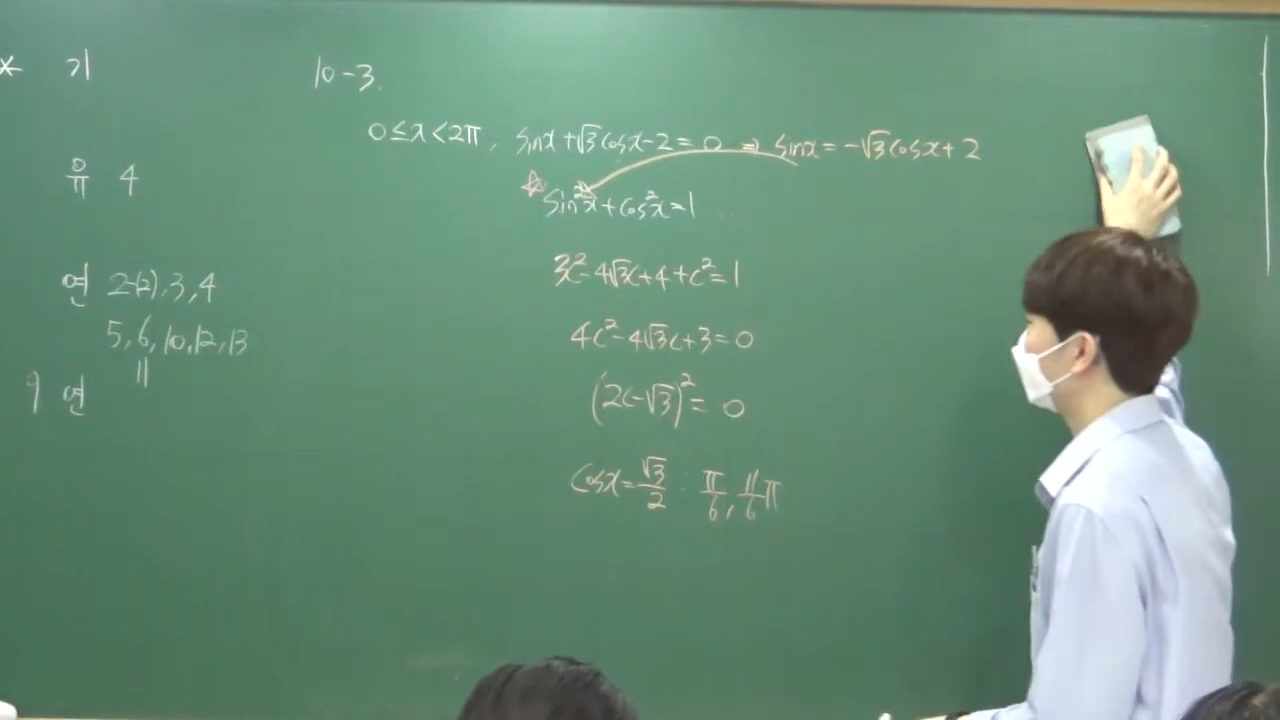 * 기
유 4
연 2-(2), 3, 4
5, 6, 10, 12, 13
11
9 연
10-3.
0≤x<2π, sinx+√3cosx-2=0 ⇒ sinx=-√3cosx+2
☆ sin²x+cos²x=1
3c²-4√3c+4+c²=1
4c²-4√3c+3=0
(2c-√3)²=0
cosx=√3/2 : π/6, 11/6π